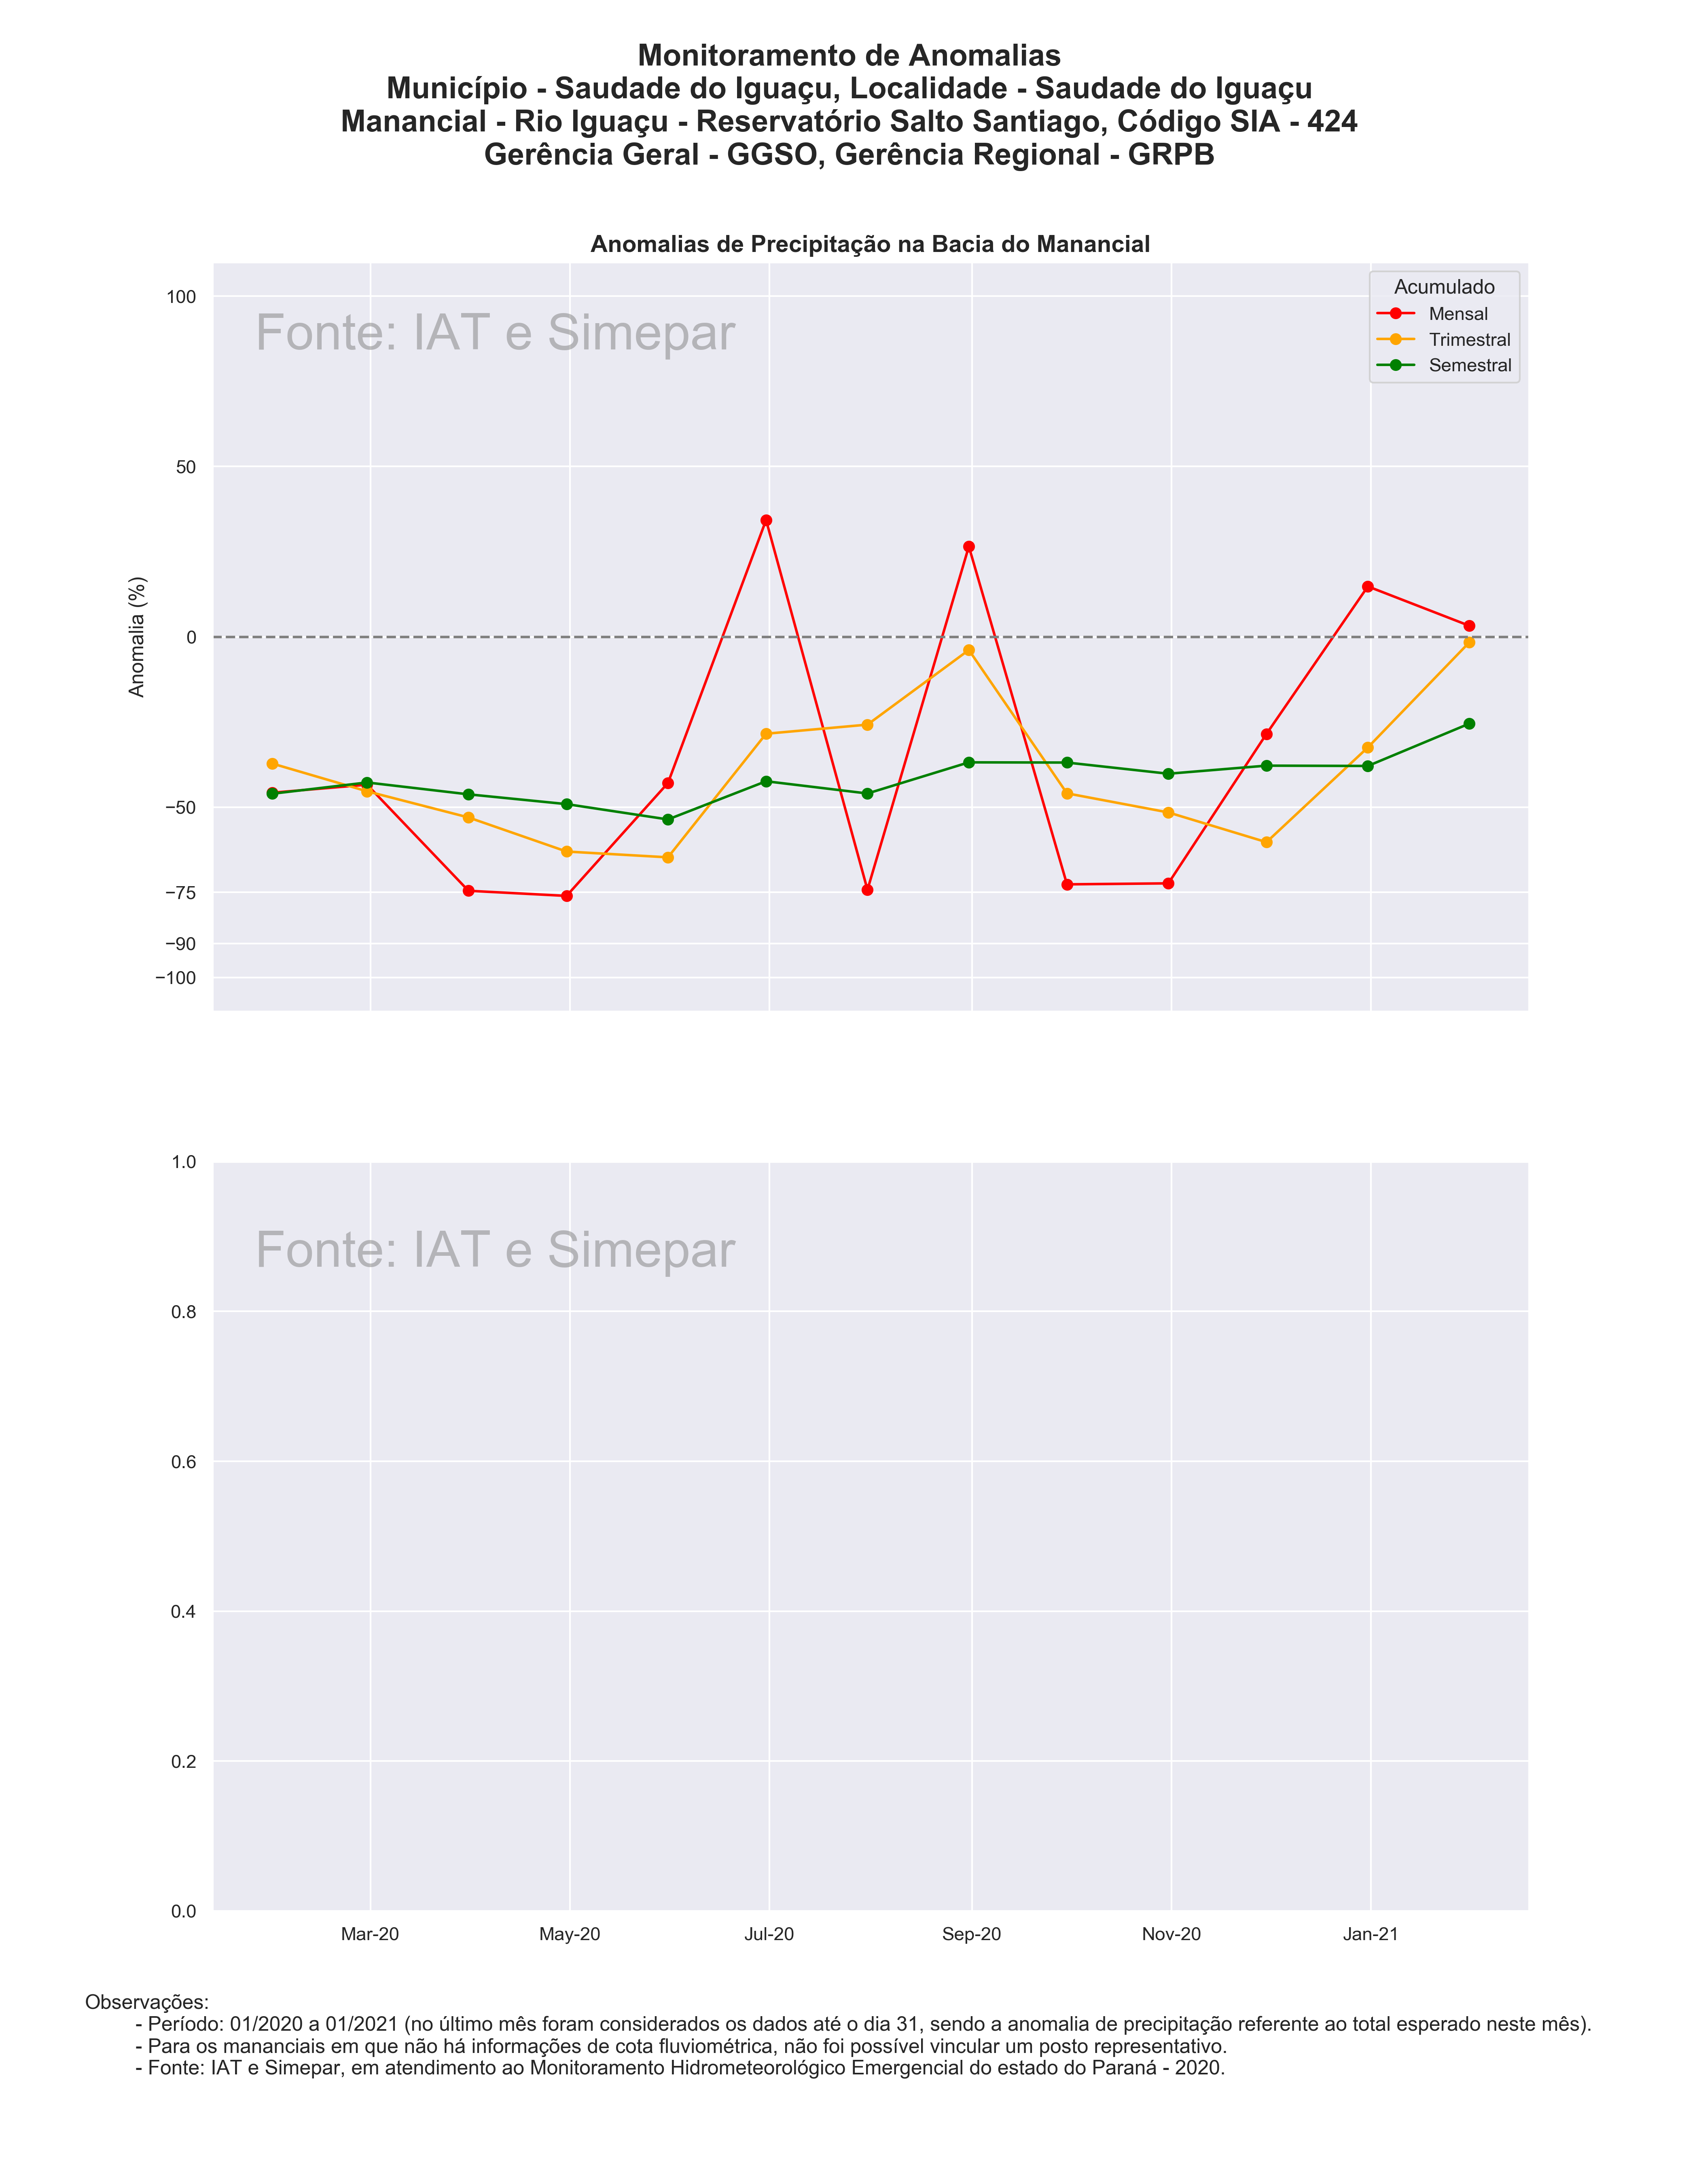 Monitoramento de Anomalias
Município - Saudade do Iguaçu, Localidade - Saudade do Iguaçu
Manancial - Rio Iguaçu - Reservatório Salto Santiago, Código SIA - 424
Gerência Geral - GGSO, Gerência Regional - GRPB
Anomalias de Precipitação na Bacia do Manancial
Fonte: IAT e Simepar
Acumulado
Mensal
Trimestral
Semestral
Anomalia (%)
100
50
0
−50
−75
−90
−100
Fonte: IAT e Simepar
1.0
0.8
0.6
0.4
0.2
0.0
Mar-20 May-20 Jul-20 Sep-20 Nov-20 Jan-21
Observações:
- Período: 01/2020 a 01/2021 (no último mês foram considerados os dados até o dia 31, sendo a anomalia de precipitação referente ao total esperado neste mês).
- Para os mananciais em que não há informações de cota fluviométrica, não foi possível vincular um posto representativo.
- Fonte: IAT e Simepar, em atendimento ao Monitoramento Hidrometeorológico Emergencial do estado do Paraná - 2020.